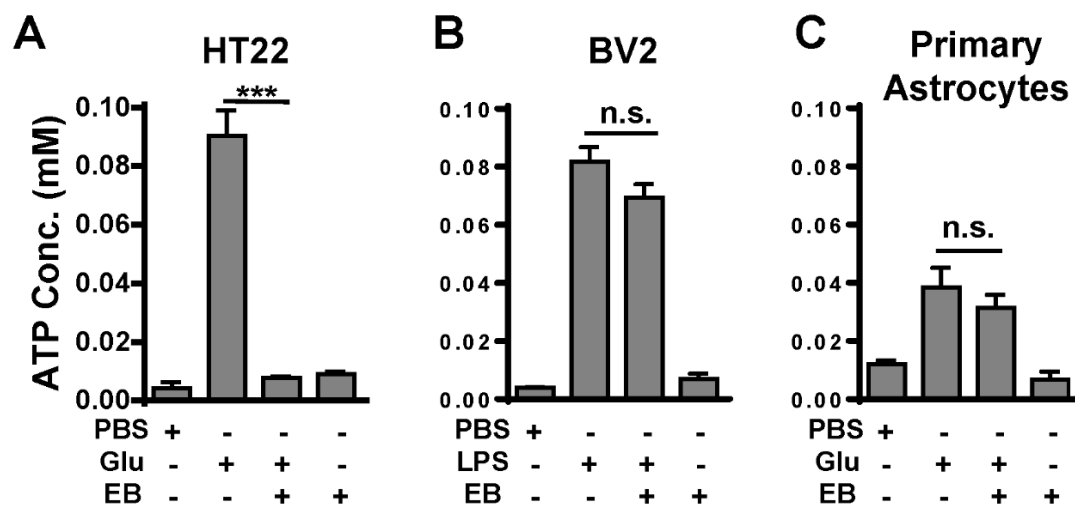 A
HT22
ATP Conc. (mM)
0.10
0.08
0.06
0.04
0.02
0.00
***
PBS + - - -
Glu - + + -
EB - - + +
B
BV2
0.10
0.08
0.06
0.04
0.02
0.00
n.s.
PBS + - - -
LPS - + + -
EB - - + +
C
Primary
Astrocytes
0.10
0.08
0.06
0.04
0.02
0.00
n.s.
PBS + - - -
Glu - + + -
EB - - + +